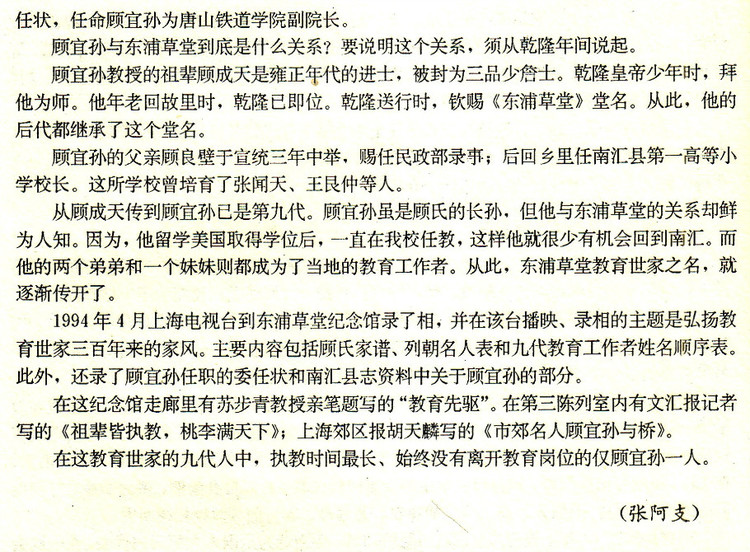 任状，任命顾宜孙为唐山铁道学院副院长。
顾宜孙与东浦草堂到底是什么关系？要说明这个关系，须从乾隆年间说起。
顾宜孙教授的祖辈顾成天是雍正年代的进士，被封为三品少詹士。乾隆皇帝少年时，拜
他为师。他年老回故里时，乾隆已即位。乾隆送行时，钦赐《东浦草堂》堂名。从此，他的
后代都继承了这个堂名。
顾宜孙的父亲顾良壁于宣统三年中举，赐任民政部录事；后回乡里任南汇县第一高等小
学校长。这所学校曾培育了张闻天、王艮仲等人。
从顾成天传到顾宜孙已是第九代。顾宜孙虽是顾氏的长孙，但他与东浦草堂的关系却鲜
为人知。因为，他留学美国取得学位后，一直在我校任教，这样他就很少有机会回到南汇。而
他的两个弟弟和一个妹妹则都成为了当地的教育工作者。从此，东浦草堂教育世家之名，就
逐渐传开了。
1994年4月上海电视台到东浦草堂纪念馆录了相，并在该台播映、录相的主题是弘扬教
育世家三百年来的家风。主要内容包括顾氏家谱、列朝名人表和九代教育工作者姓名顺序表。
此外，还录了顾宜孙任职的委任状和南汇县志资料中关于顾宜孙的部分。
在这纪念馆走廊里有苏步青教授亲笔题写的“教育先驱”。在第三陈列室内有文汇报记者
写的《祖辈皆执教，桃李满天下》；上海郊区报胡天麟写的《市郊名人顾宜孙与桥》。
在这教育世家的九代人中，执教时间最长、始终没有离开教育岗位的仅顾宜孙一人。
（张阿支）